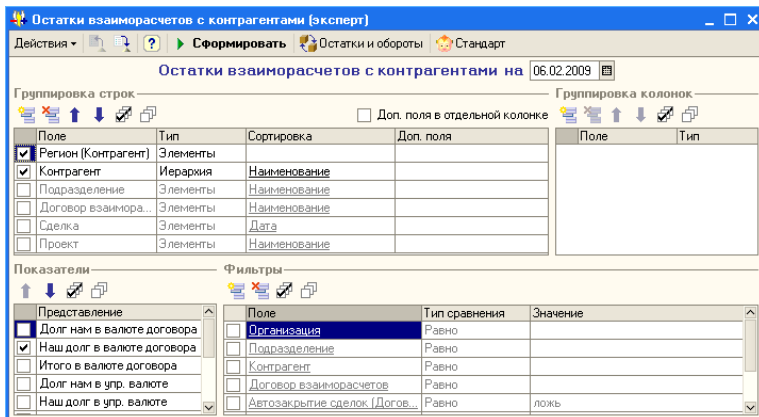 Остатки взаиморасчетов с контрагентами (эксперт)
Действия ? Сформировать Остатки и обороты Стандарт
Остатки взаиморасчетов с контрагентами на 06.02.2009
Группировка строк Группировка колонок
Доп. поля в отдельной колонке
Поле Тип Сортировка Доп. поля Поле Тип
Регион (Контрагент) Элементы
Контрагент Иерархия Наименование
Подразделение Элементы Наименование
Договор взаимора... Элементы Наименование
Сделка Элементы Дата
Проект Элементы Наименование
Показатели Фильтры
Представление Поле Тип сравнения Значение
Долг нам в валюте договора Организация Равно
Наш долг в валюте договора Подразделение Равно
Итого в валюте договора Контрагент Равно
Долг нам в упр. валюте Договор взаиморасчетов Равно
Наш долг в упр. валюте Автозакрытие сделок (Догов... Равно ложь